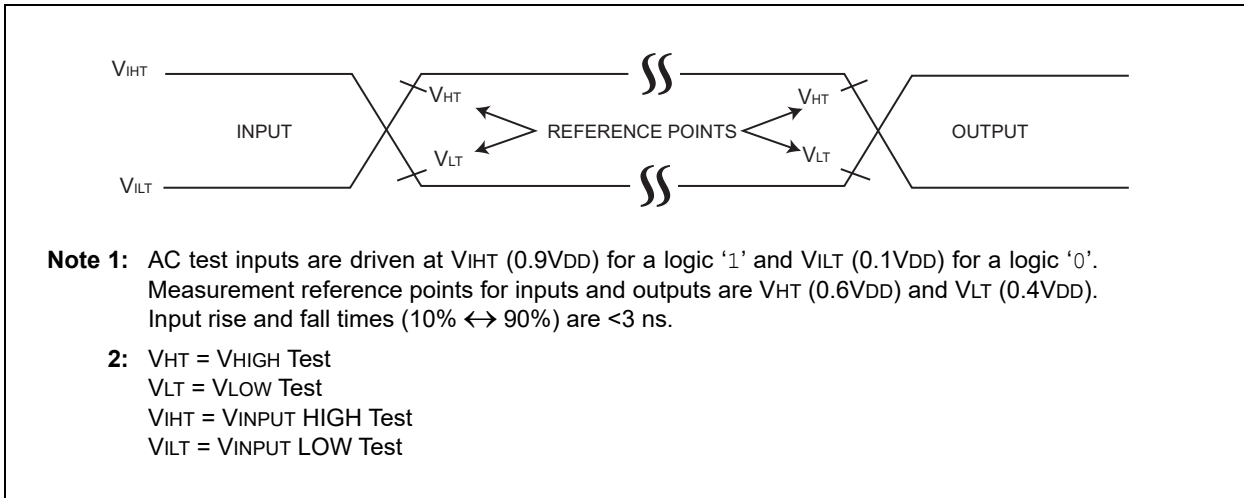 VIHT
VHT
VHT
INPUT
REFERENCE POINTS
OUTPUT
VLT
VLT
VILT
Note 1: AC test inputs are driven at VIHT (0.9VDD) for a logic ‘1’ and VILT (0.1VDD) for a logic ‘0’.
Measurement reference points for inputs and outputs are VHT (0.6VDD) and VLT (0.4VDD).
Input rise and fall times (10% ↔ 90%) are <3 ns.
2: VHT = VHIGH Test
VLT = VLOW Test
VIHT = VINPUT HIGH Test
VILT = VINPUT LOW Test